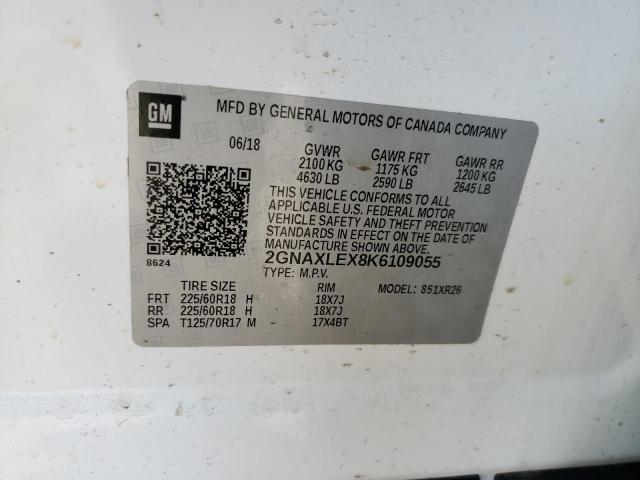 GM
MFD BY GENERAL MOTORS OF CANADA COMPANY
06/18 GVWR GAWR FRT GAWR RR
2100 KG 1175 KG 1200 KG
4630 LB 2590 LB 2645 LB
THIS VEHICLE CONFORMS TO ALL
APPLICABLE U.S. FEDERAL MOTOR
VEHICLE SAFETY AND THEFT PREVENTION
STANDARDS IN EFFECT ON THE DATE OF
MANUFACTURE SHOWN ABOVE.
8624 2GNAXLEX8K6109055
TYPE: M.P.V. MODEL: 851XR26
TIRE SIZE RIM
FRT 225/60R18 H 18X7J
RR 225/60R18 H 18X7J
SPA T125/70R17 M 17X4BT